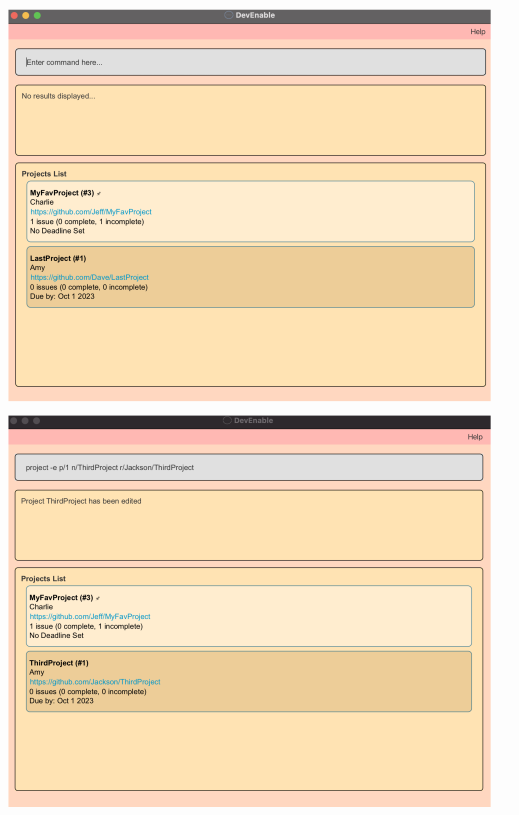 DevEnable
Help
Enter command here...
No results displayed...
Projects List
MyFavProject (#3) ✔
Charlie
https://github.com/Jeff/MyFavProject
1 issue (0 complete, 1 incomplete)
No Deadline Set
LastProject (#1)
Amy
https://github.com/Dave/LastProject
0 issues (0 complete, 0 incomplete)
Due by: Oct 1 2023
DevEnable
Help
project -e p/1 n/ThirdProject r/Jackson/ThirdProject
Project ThirdProject has been edited
Projects List
MyFavProject (#3) ✔
Charlie
https://github.com/Jeff/MyFavProject
1 issue (0 complete, 1 incomplete)
No Deadline Set
ThirdProject (#1)
Amy
https://github.com/Jackson/ThirdProject
0 issues (0 complete, 0 incomplete)
Due by: Oct 1 2023